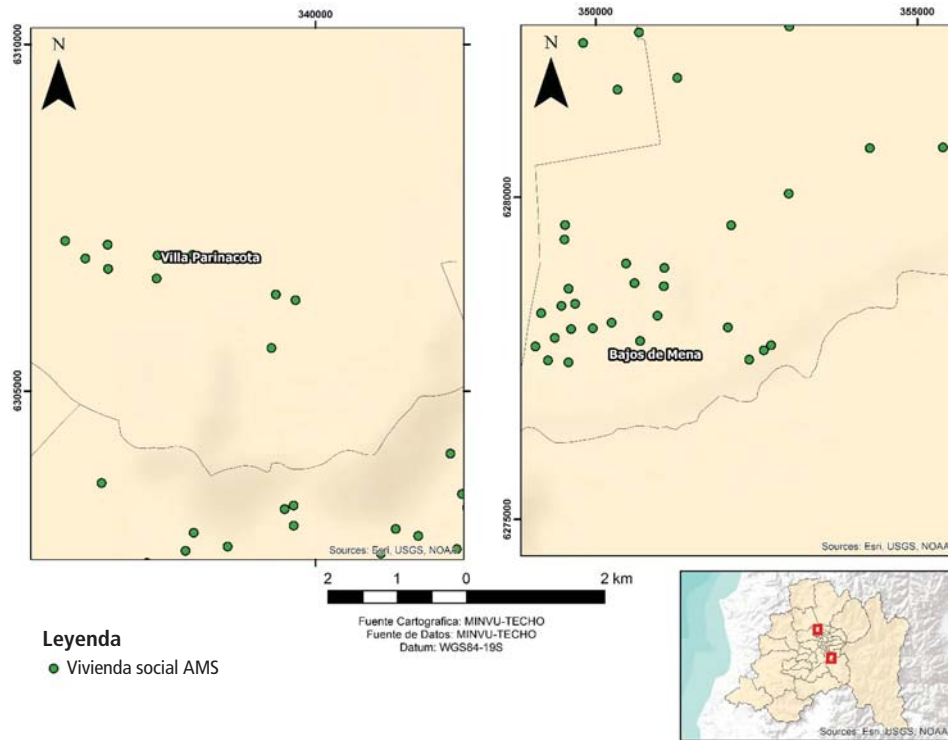 340000
350000
355000
6310000
N
N
6280000
Villa Parinacota
6305000
Bajos de Mena
6275000
Sources: Esri, USGS, NOAA
Sources: Esri, USGS, NOAA
2 1 0 2 km
Fuente Cartografica: MINVU-TECHO
Fuente de Datos: MINVU-TECHO
Datum: WGS84-19S
Leyenda
Vivienda social AMS
Sources: Esri, USGS, NOAA